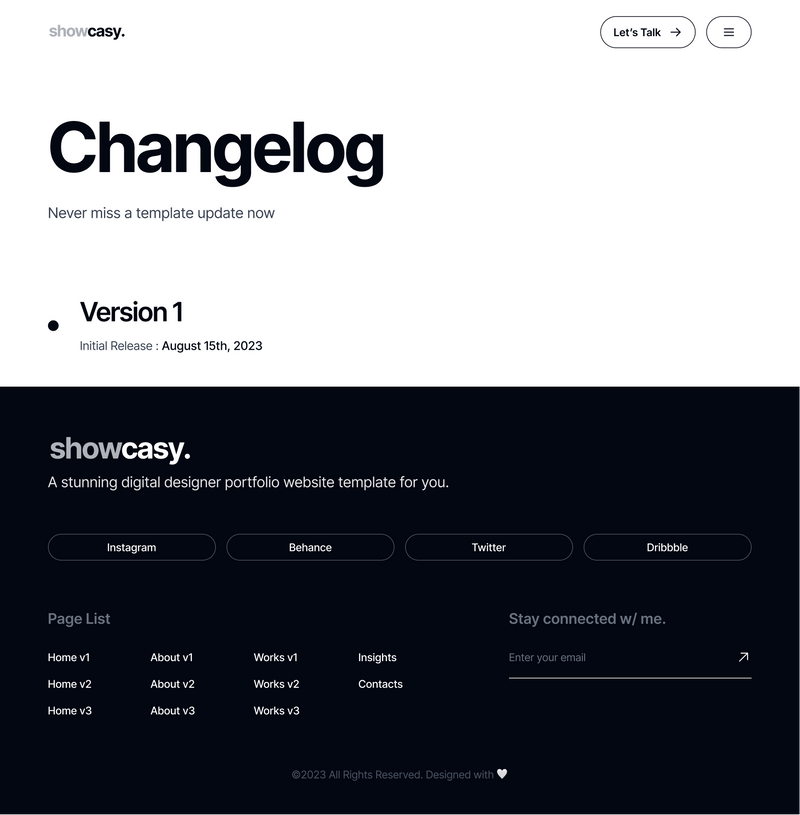 showcasy.
Let's Talk
Changelog
Never miss a template update now
Version 1
Initial Release : August 15th, 2023
showcasy.
A stunning digital designer portfolio website template for you.
Instagram Behance Twitter Dribbble
Page List
Stay connected w/ me.
Home v1 About v1 Works v1 Insights
Enter your email
Home v2 About v2 Works v2 Contacts
Home v3 About v3 Works v3
©2023 All Rights Reserved. Designed with 🤍